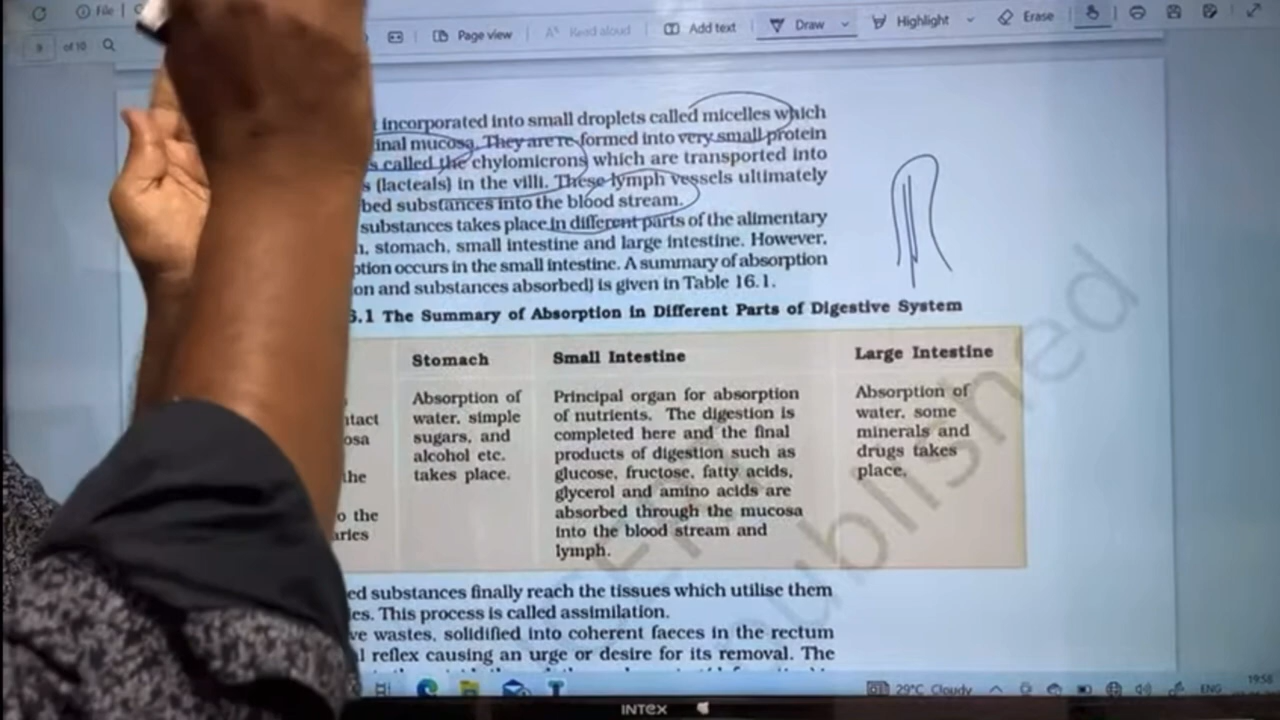 File
9 of 10
Page view
Read aloud
Add text
Draw
Highlight
Erase
incorporated into small droplets called micelles which
inal mucosa. They are re-formed into very small protein
s called the chylomicrons which are transported into
s (lacteals) in the villi. These lymph vessels ultimately
bed substances into the blood stream.
substances takes place in different parts of the alimentary
h, stomach, small intestine and large intestine. However,
ption occurs in the small intestine. A summary of absorption
on and substances absorbed) is given in Table 16.1.
6.1 The Summary of Absorption in Different Parts of Digestive System
Stomach Small Intestine Large Intestine
ntact
osa
the
o the
aries
Absorption of
water, simple
sugars, and
alcohol etc.
takes place.
Principal organ for absorption
of nutrients. The digestion is
completed here and the final
products of digestion such as
glucose, fructose, fatty acids,
glycerol and amino acids are
absorbed through the mucosa
into the blood stream and
lymph.
Absorption of
water, some
minerals and
drugs takes
place.
ed substances finally reach the tissues which utilise them
ies. This process is called assimilation.
ve wastes, solidified into coherent faeces in the rectum
l reflex causing an urge or desire for its removal. The
published
29°C Cloudy ENG 19:58
INTEX